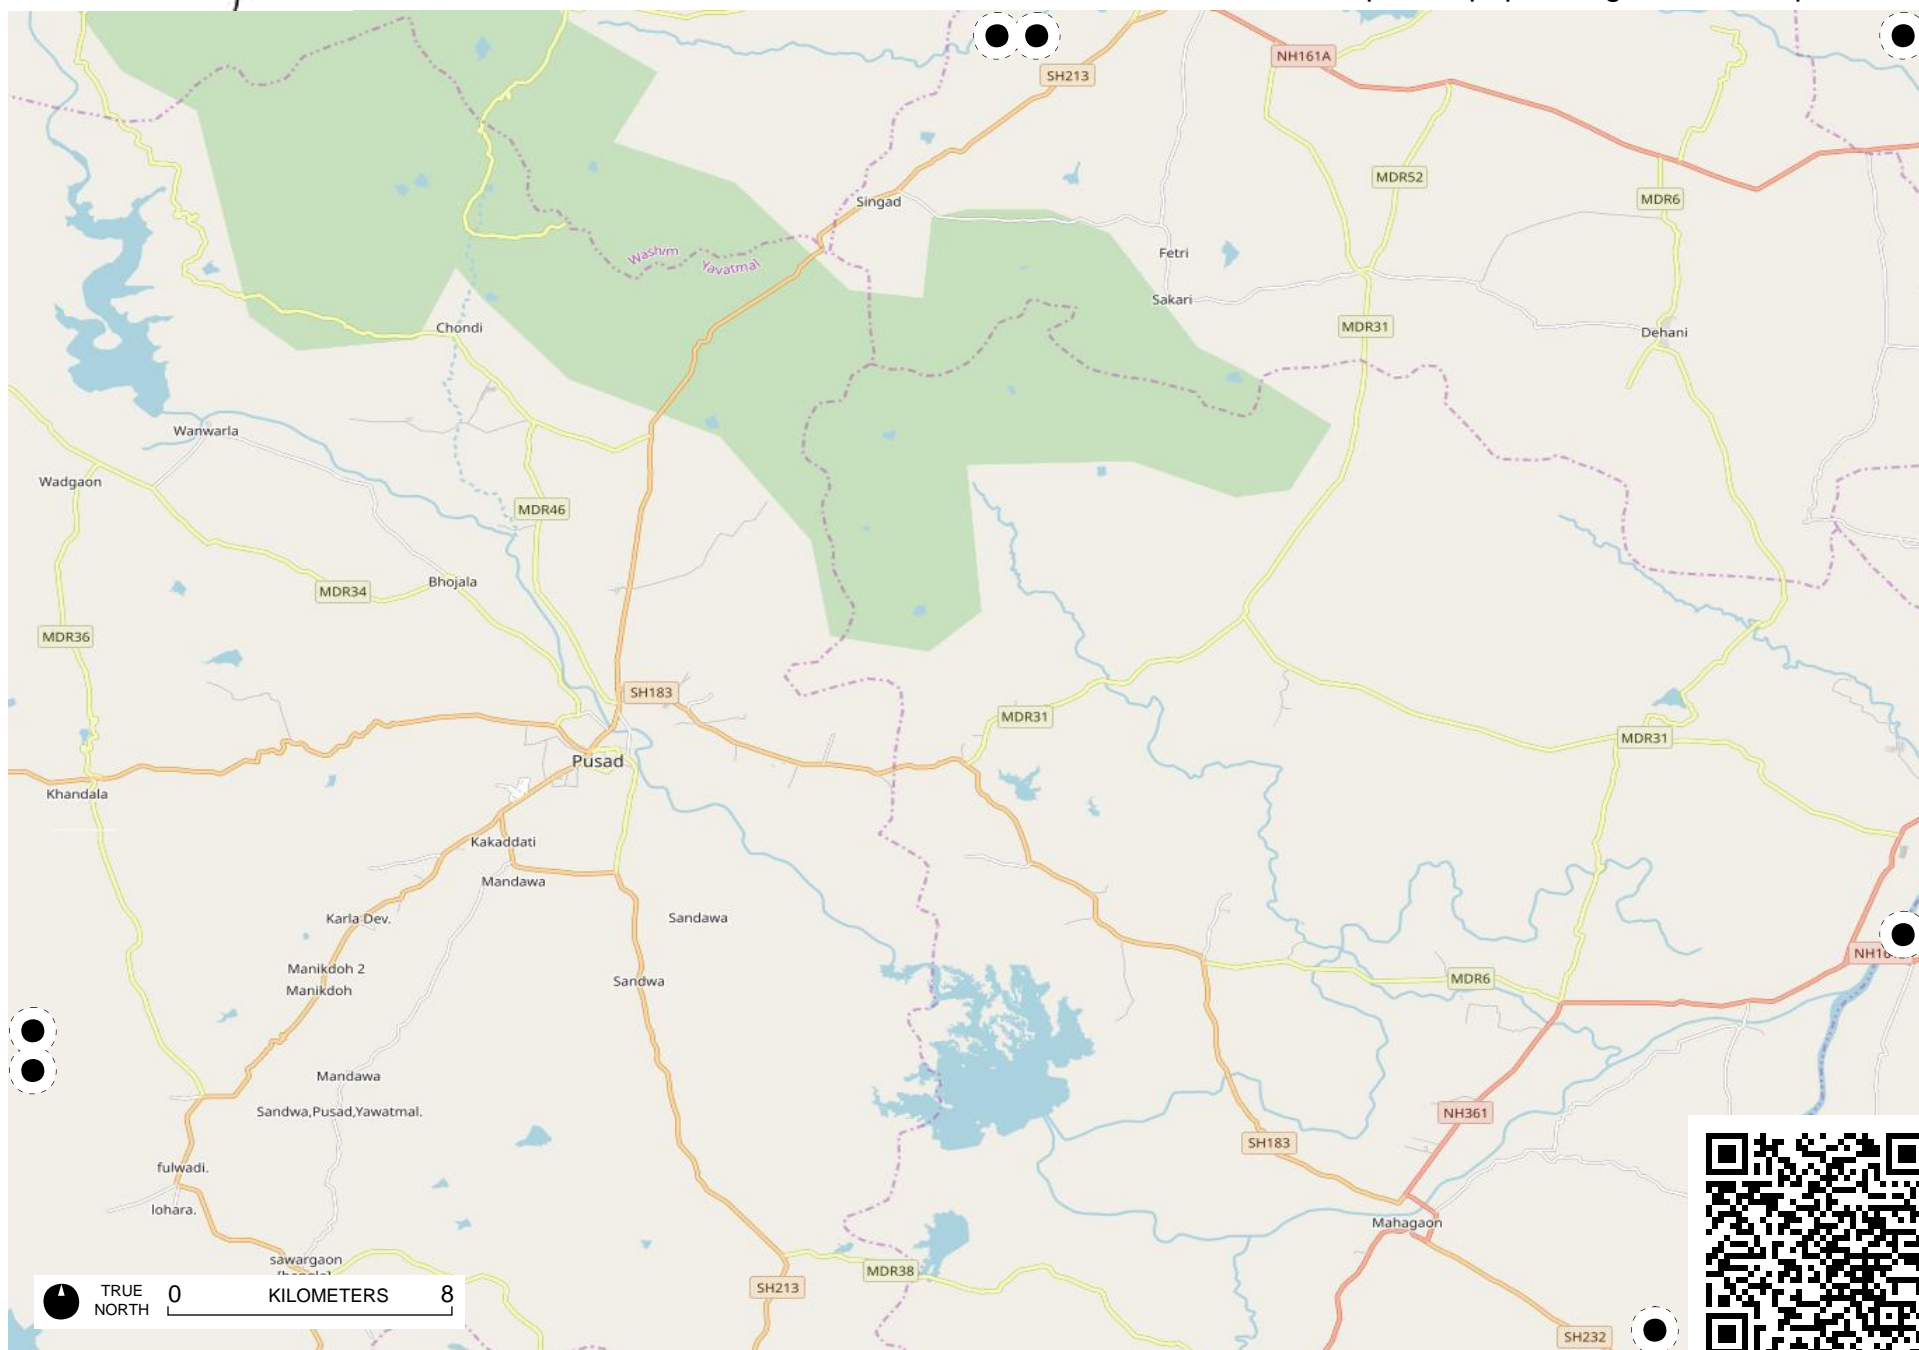 NH161A
SH213
MDR52
MDR6
Singad
Washim
Yavatmal
Fetri
Sakari
Chondi
MDR31
Dehani
Wanwarla
Wadgaon
MDR46
Bhojala
MDR34
MDR36
SH183
MDR31
MDR31
Pusad
Khandala
Kakaddati
Mandawa
Karla Dev.
Sandawa
Manikdoh 2
Manikdoh
Sandwa
MDR6
Mandawa
Sandwa,Pusad,Yawatmal.
NH361
SH183
fulwadi.
lohara.
Mahagaon
sawargaon
MDR38
SH213
TRUE
NORTH
0 KILOMETERS 8
SH232